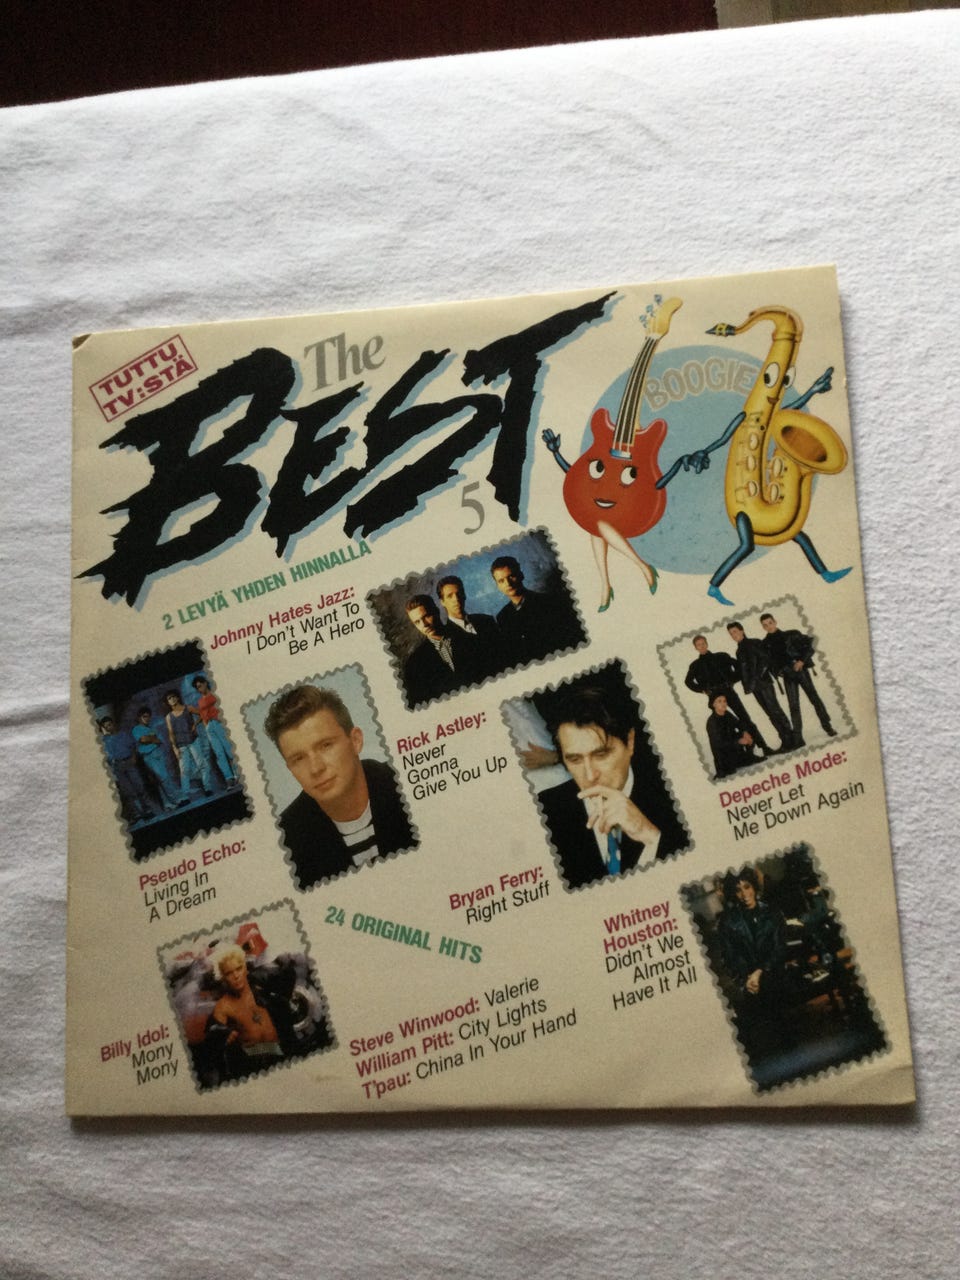 TUTTU
TV:STÄ
The
BEST
5
BOOGIE
2 LEVYÄ YHDEN HINNALLA
Johnny Hates Jazz:
I Don't Want To
Be A Hero
Rick Astley:
Never
Gonna
Give You Up
Depeche Mode:
Never Let
Me Down Again
Pseudo Echo:
Living In
A Dream
Bryan Ferry:
Right Stuff
24 ORIGINAL HITS
Whitney
Houston:
Didn't We
Almost
Have It All
Billy Idol:
Mony
Mony
Steve Winwood: Valerie
William Pitt: City Lights
T'pau: China In Your Hand